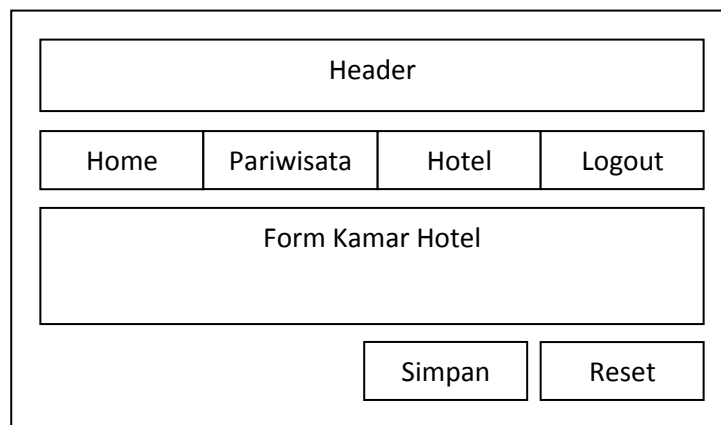 Header
Home Pariwisata Hotel Logout
Form Kamar Hotel
Simpan Reset